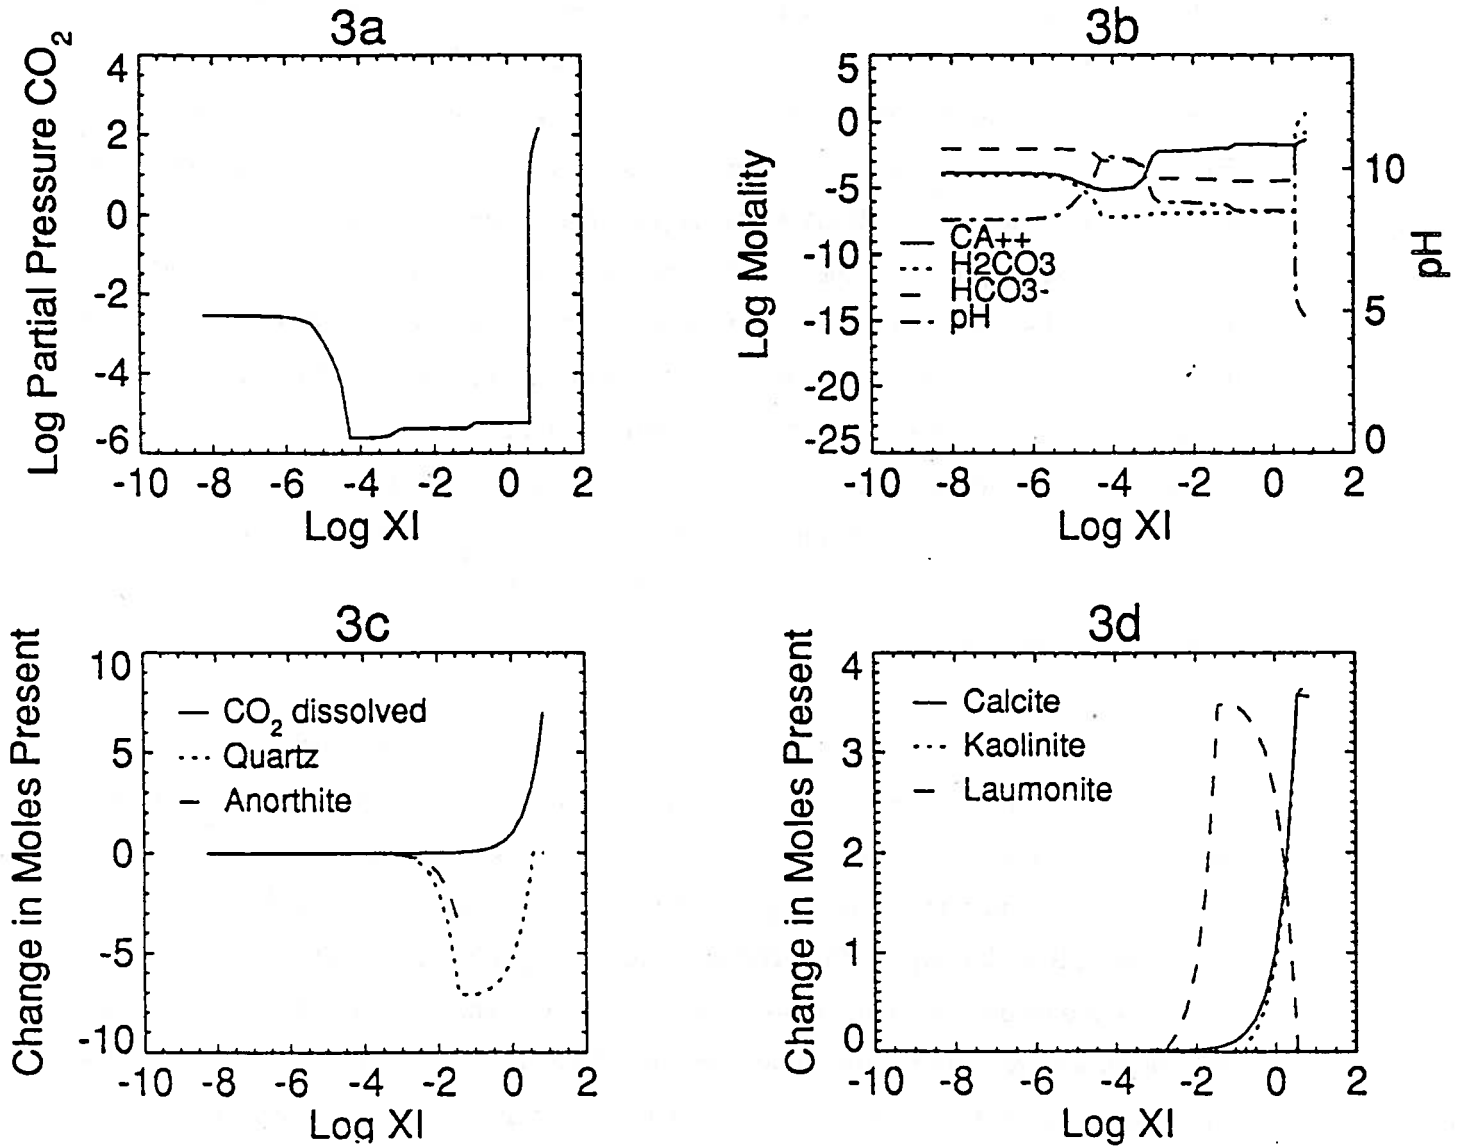 3a
Log Partial Pressure CO2
4
2
0
-2
-4
-6
-10 -8 -6 -4 -2 0 2
Log XI
3b
Log Molality
5
0
-5
-10
-15
-20
-25
CA++
H2CO3
HCO3-
pH
10
5
0
pH
-10 -8 -6 -4 -2 0 2
Log XI
3c
Change in Moles Present
10
5
0
-5
-10
CO2 dissolved
Quartz
Anorthite
-10 -8 -6 -4 -2 0 2
Log XI
3d
Change in Moles Present
4
3
2
1
0
Calcite
Kaolinite
Laumonite
-10 -8 -6 -4 -2 0 2
Log XI